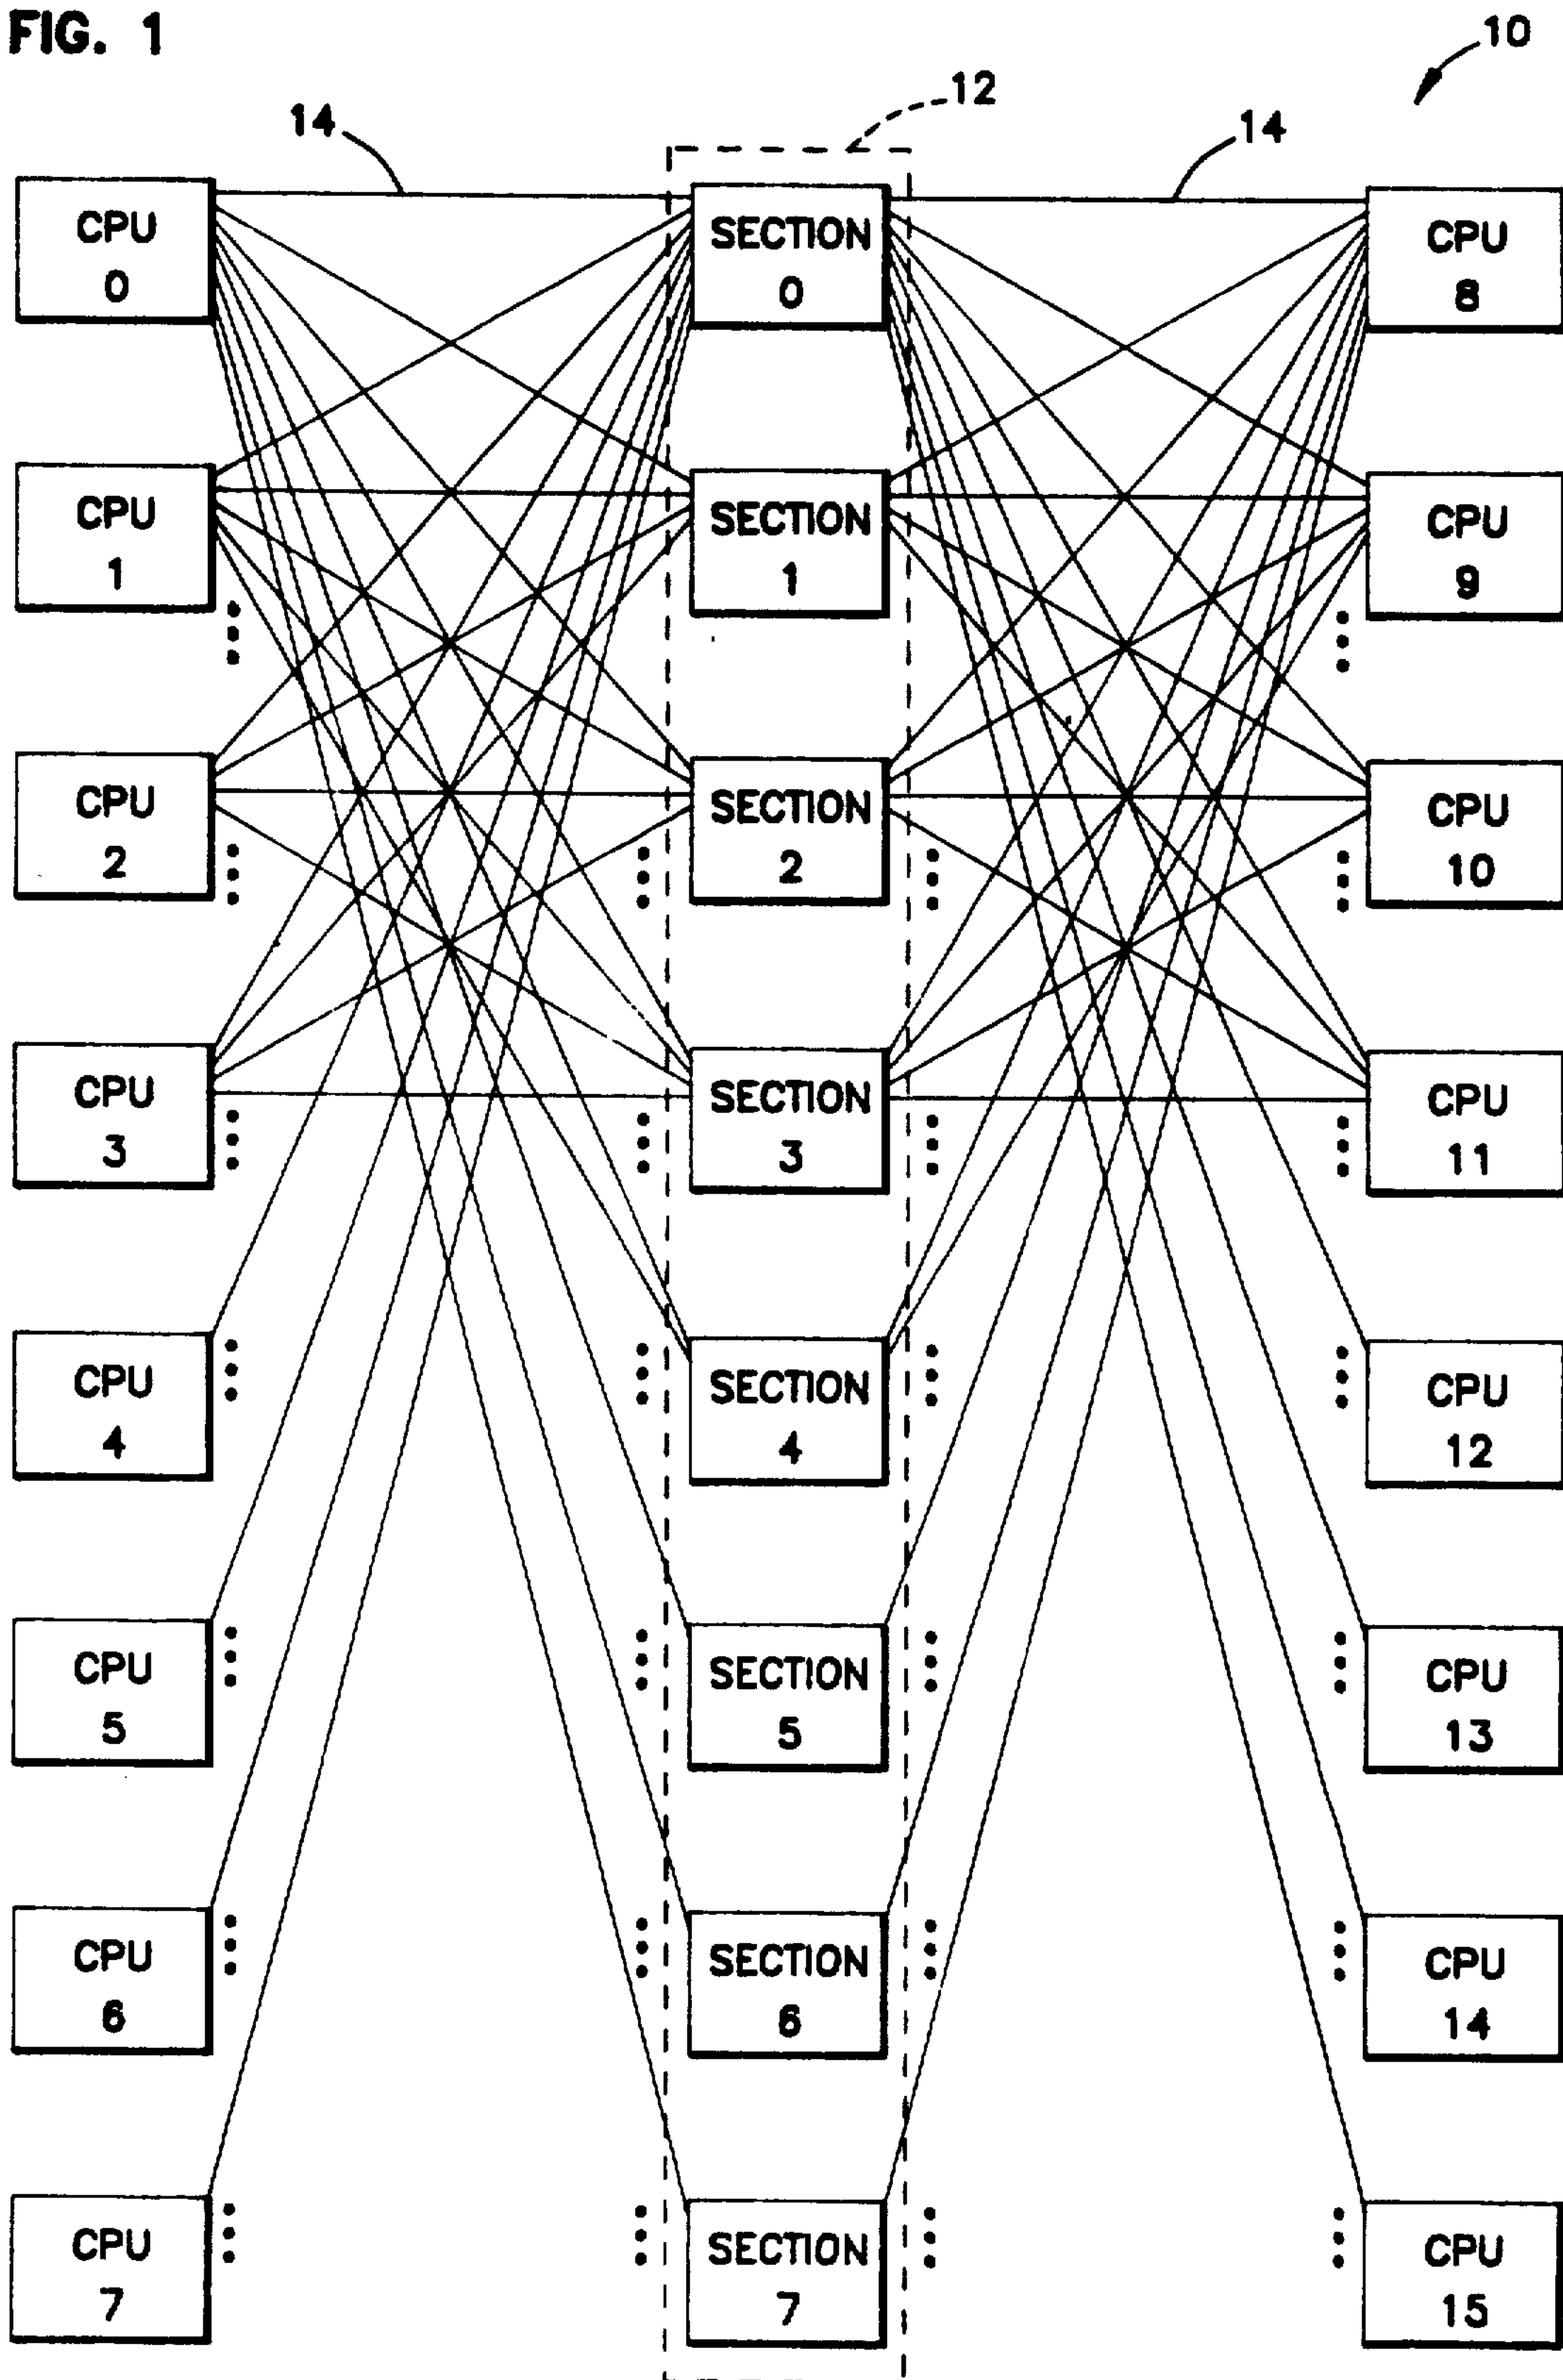 FIG. 1
10
12
14
14
CPU
0
SECTION
0
CPU
8
CPU
1
SECTION
1
CPU
9
CPU
2
SECTION
2
CPU
10
CPU
3
SECTION
3
CPU
11
CPU
4
SECTION
4
CPU
12
CPU
5
SECTION
5
CPU
13
CPU
6
SECTION
6
CPU
14
CPU
7
SECTION
7
CPU
15